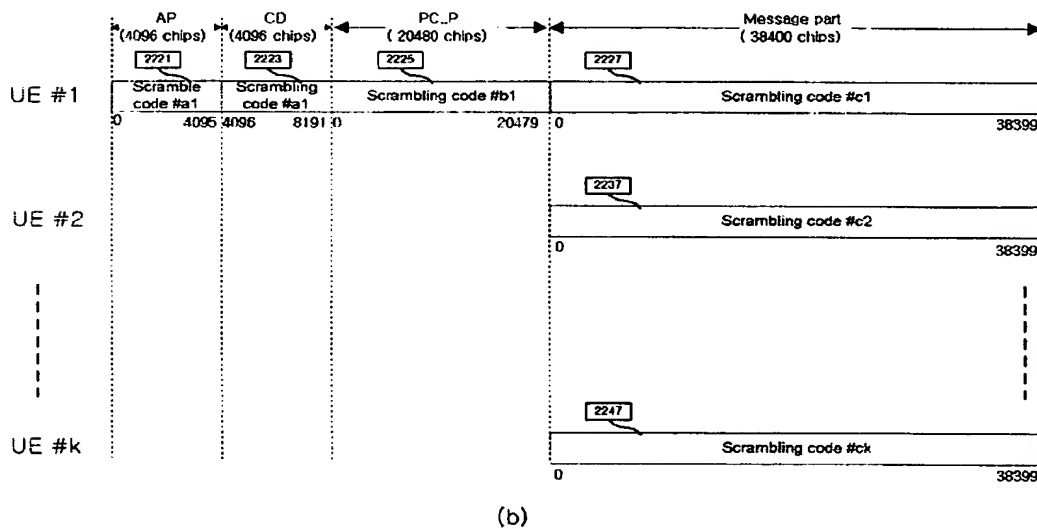 AP CD PC_P Message part
(4096 chips) (4096 chips) ( 20480 chips) ( 38400 chips)
2221 2223 2225 2227
UE #1 Scramble code #a1 Scrambling code #a1 Scrambling code #b1 Scrambling code #c1
0 4095 4096 8191 0 20479 0 38399
2237
UE #2 Scrambling code #c2
0 38399
2247
UE #k Scrambling code #ck
0 38399
(b)